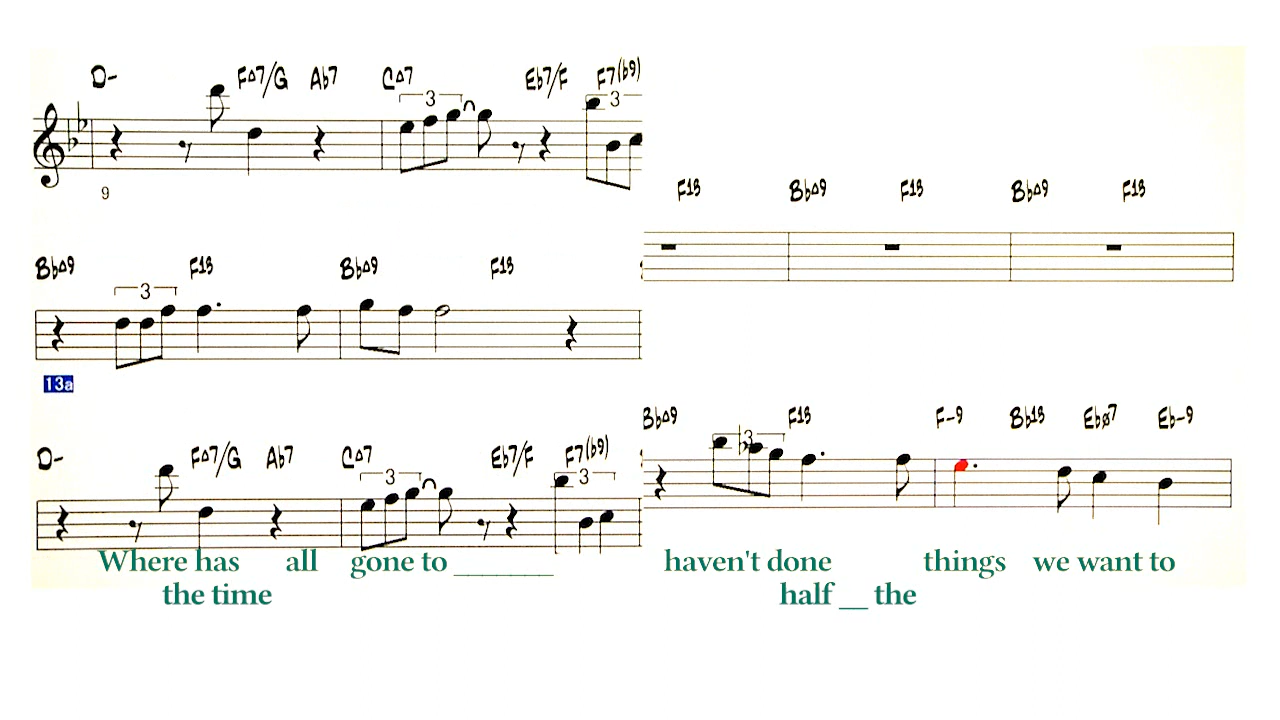 D- F∆7/G Ab7 C∆7 Eb7/F F7(b9)
3 3
9
F13 Bb∆9 F13 Bb∆9 F13
Bb∆9 F13 Bb∆9 F13
3
13a
Bb∆9 F13 F-9 Bb13 Ebø7 Eb-9
3
D- F∆7/G Ab7 C∆7 Eb7/F F7(b9)
3 3
Where has all gone to _______ haven't done things we want to
the time half __ the